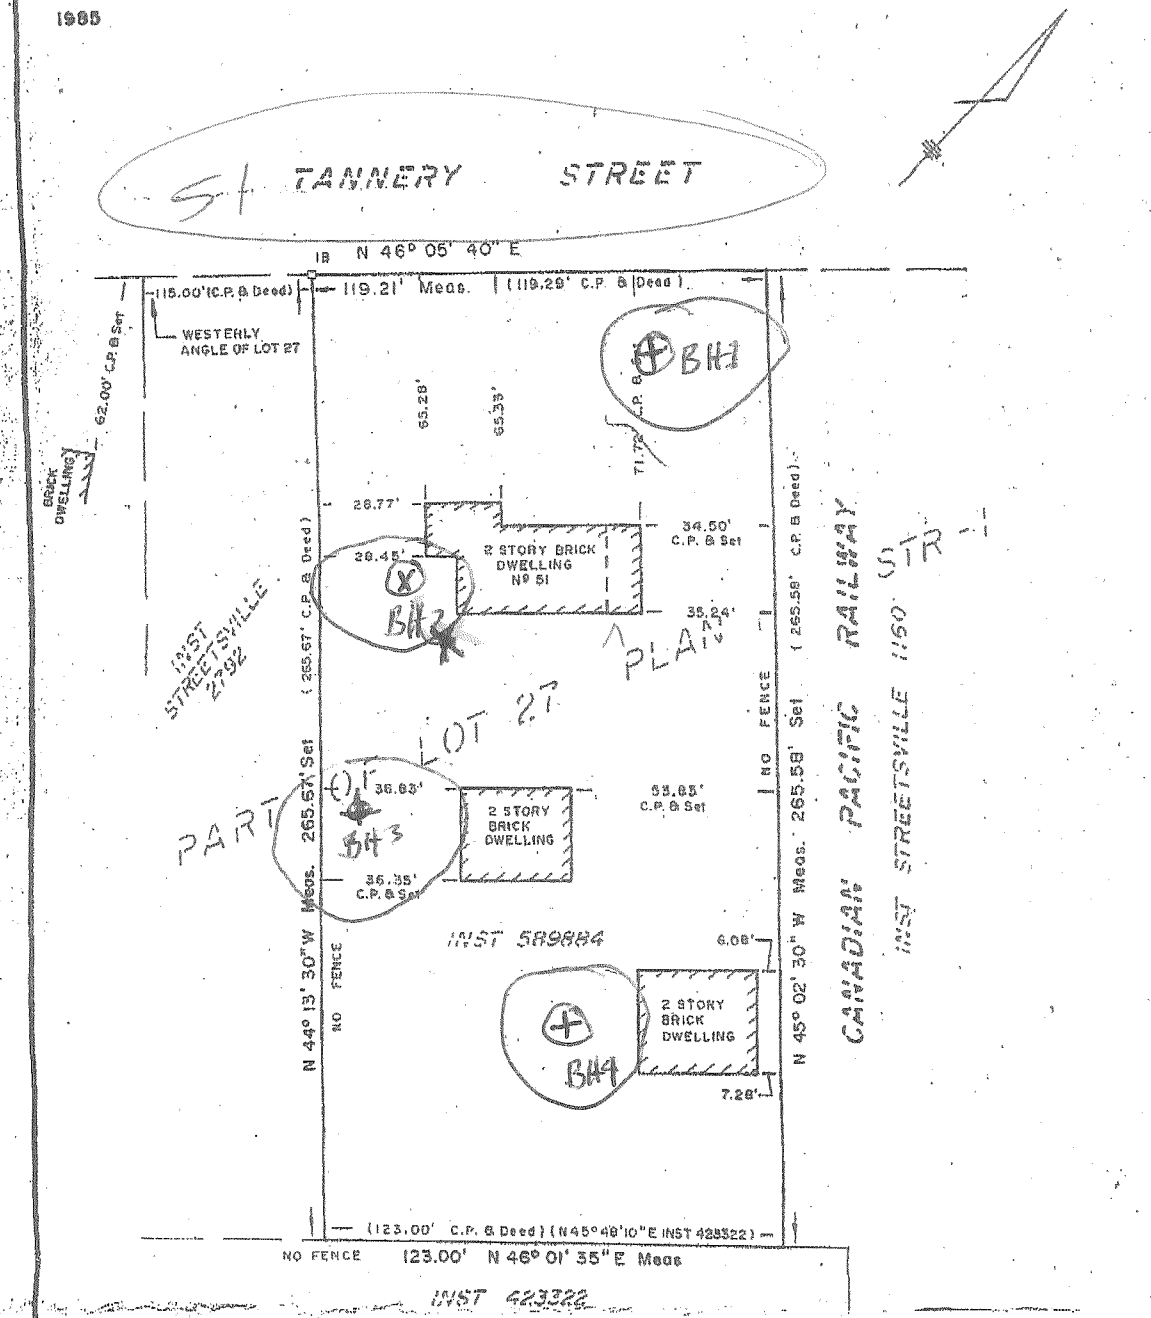 1985
51 TANNERY STREET
IB N 46° 05' 40" E
115.00' (C.P. & Deed)
119.21' Meas. (119.29' C.P. & Deed)
WESTERLY
ANGLE OF LOT 27
62.00' C.P. & Set
BRICK
DWELLING
65.28'
65.33'
71.72' C.P. &
BH1
26.77'
34.50'
C.P. & Set
28.45'
2 STORY BRICK
DWELLING
Nº 51
35.24'
BH2
PLAN STR-1
INST
STREETSVILLE
2792
PART OF LOT 27
36.83'
BH3
36.35'
C.P. & Set
2 STORY
BRICK
DWELLING
53.85'
C.P. & Set
N 44° 13' 30" W Meas. 265.67' Set (265.67' C.P. & Deed)
NO FENCE
N 45° 02' 30" W Meas. 265.58' Set (265.58' C.P. & Deed)
NO FENCE
CANADIAN PACIFIC RAILWAY
INST STREETSVILLE 1160
INST 589884
6.08'
BH4
2 STORY
BRICK
DWELLING
7.28'
(123.00' C.P. & Deed) (N45°48'10"E INST 423322)
NO FENCE 123.00' N 46° 01' 35" E Meas
INST 423322